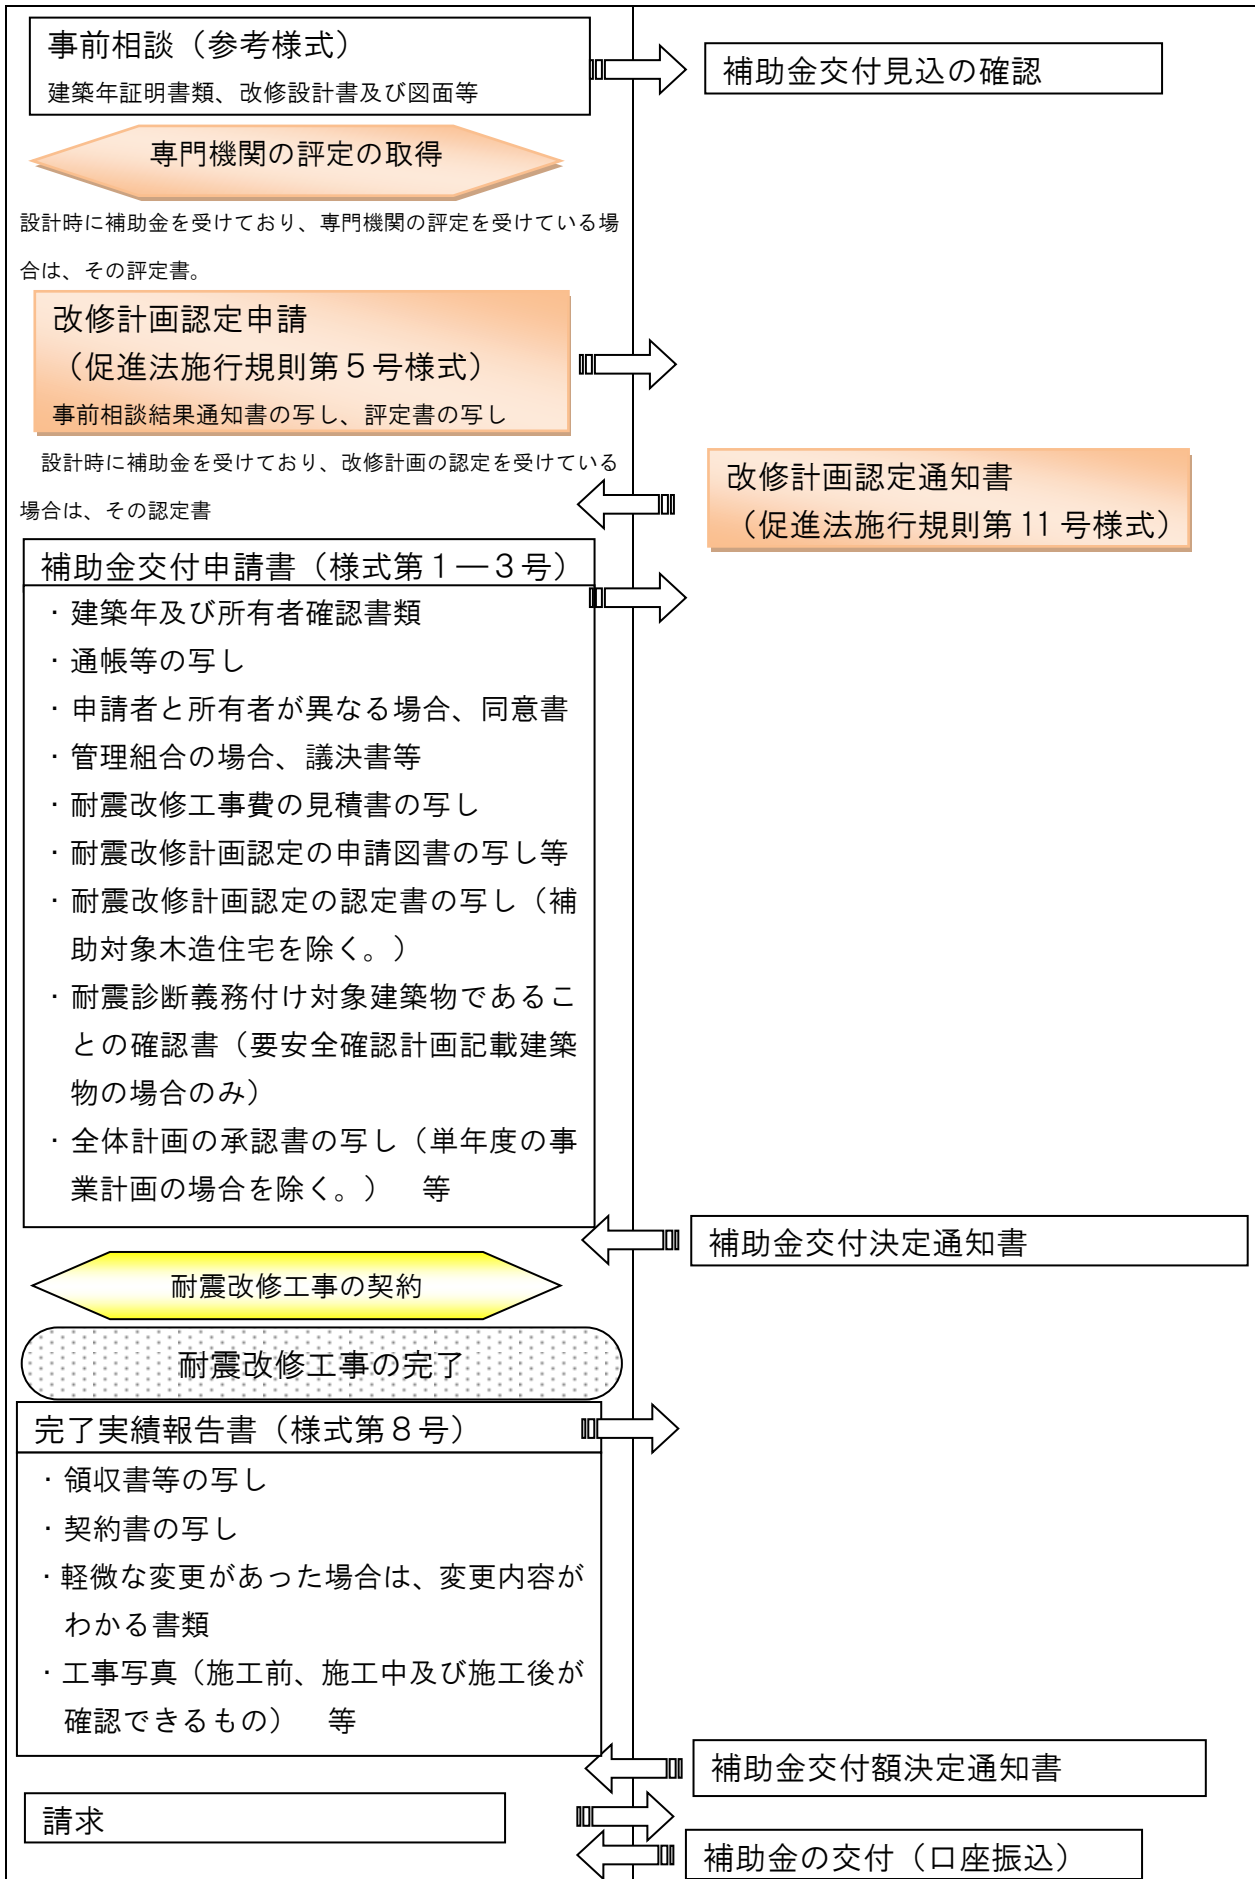 事前相談（参考様式）
建築年証明書類、改修設計書及び図面等
補助金交付見込の確認
専門機関の評定の取得
設計時に補助金を受けており、専門機関の評定を受けている場
合は、その評定書。
改修計画認定申請
（促進法施行規則第５号様式）
事前相談結果通知書の写し、評定書の写し
設計時に補助金を受けており、改修計画の認定を受けている
場合は、その認定書
改修計画認定通知書
（促進法施行規則第 11 号様式）
補助金交付申請書（様式第１―３号）
・建築年及び所有者確認書類
・通帳等の写し
・申請者と所有者が異なる場合、同意書
・管理組合の場合、議決書等
・耐震改修工事費の見積書の写し
・耐震改修計画認定の申請図書の写し等
・耐震改修計画認定の認定書の写し（補
助対象木造住宅を除く。）
・耐震診断義務付け対象建築物であるこ
との確認書（要安全確認計画記載建築
物の場合のみ）
・全体計画の承認書の写し（単年度の事
業計画の場合を除く。）　等
補助金交付決定通知書
耐震改修工事の契約
耐震改修工事の完了
完了実績報告書（様式第８号）
・領収書等の写し
・契約書の写し
・軽微な変更があった場合は、変更内容が
わかる書類
・工事写真（施工前、施工中及び施工後が
確認できるもの）　等
補助金交付額決定通知書
請求
補助金の交付（口座振込）